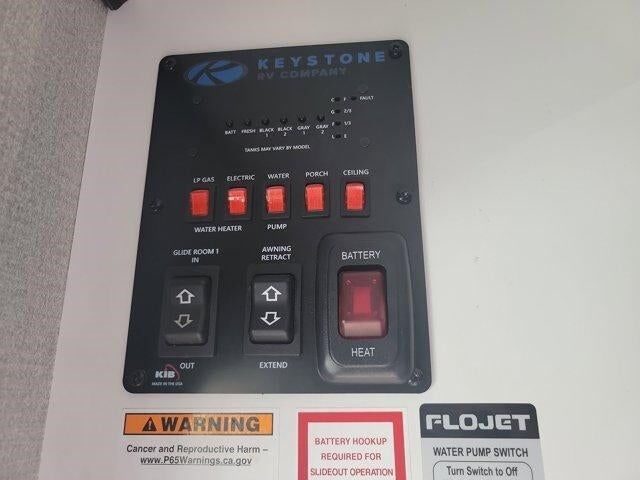 KEYSTONE
RV COMPANY
C F FAULT
G 2/3
F 1/3
L E
BATT FRESH BLACK 1 BLACK 2 GRAY 1 GRAY 2
TANKS MAY VARY BY MODEL
LP GAS ELECTRIC WATER PORCH CEILING
WATER HEATER PUMP
GLIDE ROOM 1
IN
AWNING
RETRACT
BATTERY
OUT
EXTEND
HEAT
KIB
MADE IN THE USA
WARNING
Cancer and Reproductive Harm –
www.P65Warnings.ca.gov
BATTERY HOOKUP
REQUIRED FOR
SLIDEOUT OPERATION
FLOJET
WATER PUMP SWITCH
Turn Switch to Off